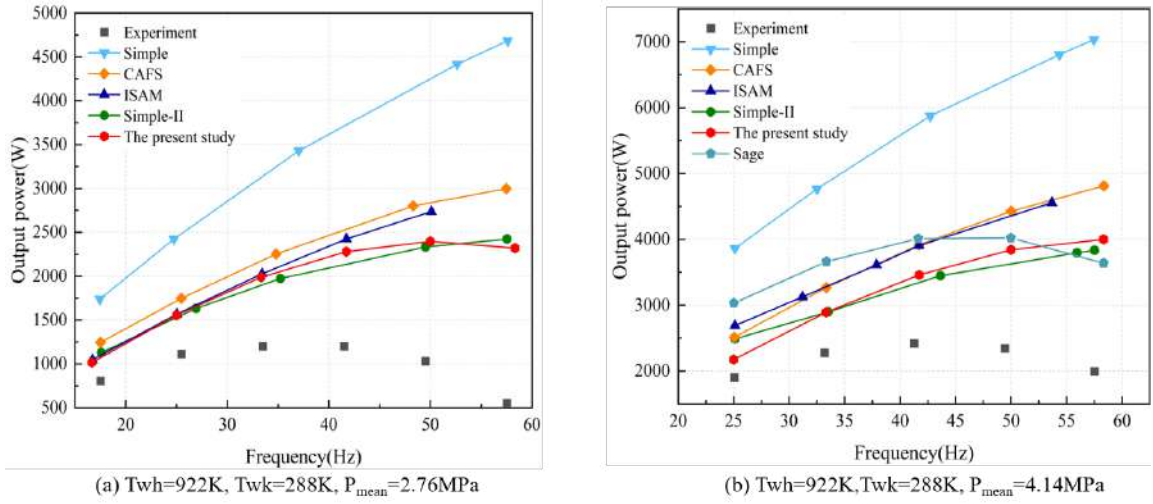 (a)
5000
4500
4000
3500
3000
2500
2000
1500
1000
500
Output power(W)
Experiment
Simple
CAFS
ISAM
Simple-II
The present study
20 30 40 50 60
Frequency(Hz)
(a) Twh=922K, Twk=288K, Pmean=2.76MPa
(b)
7000
6000
5000
4000
3000
2000
Output power(W)
Experiment
Simple
CAFS
ISAM
Simple-II
The present study
Sage
20 25 30 35 40 45 50 55 60
Frequency(Hz)
(b) Twh=922K,Twk=288K, Pmean=4.14MPa